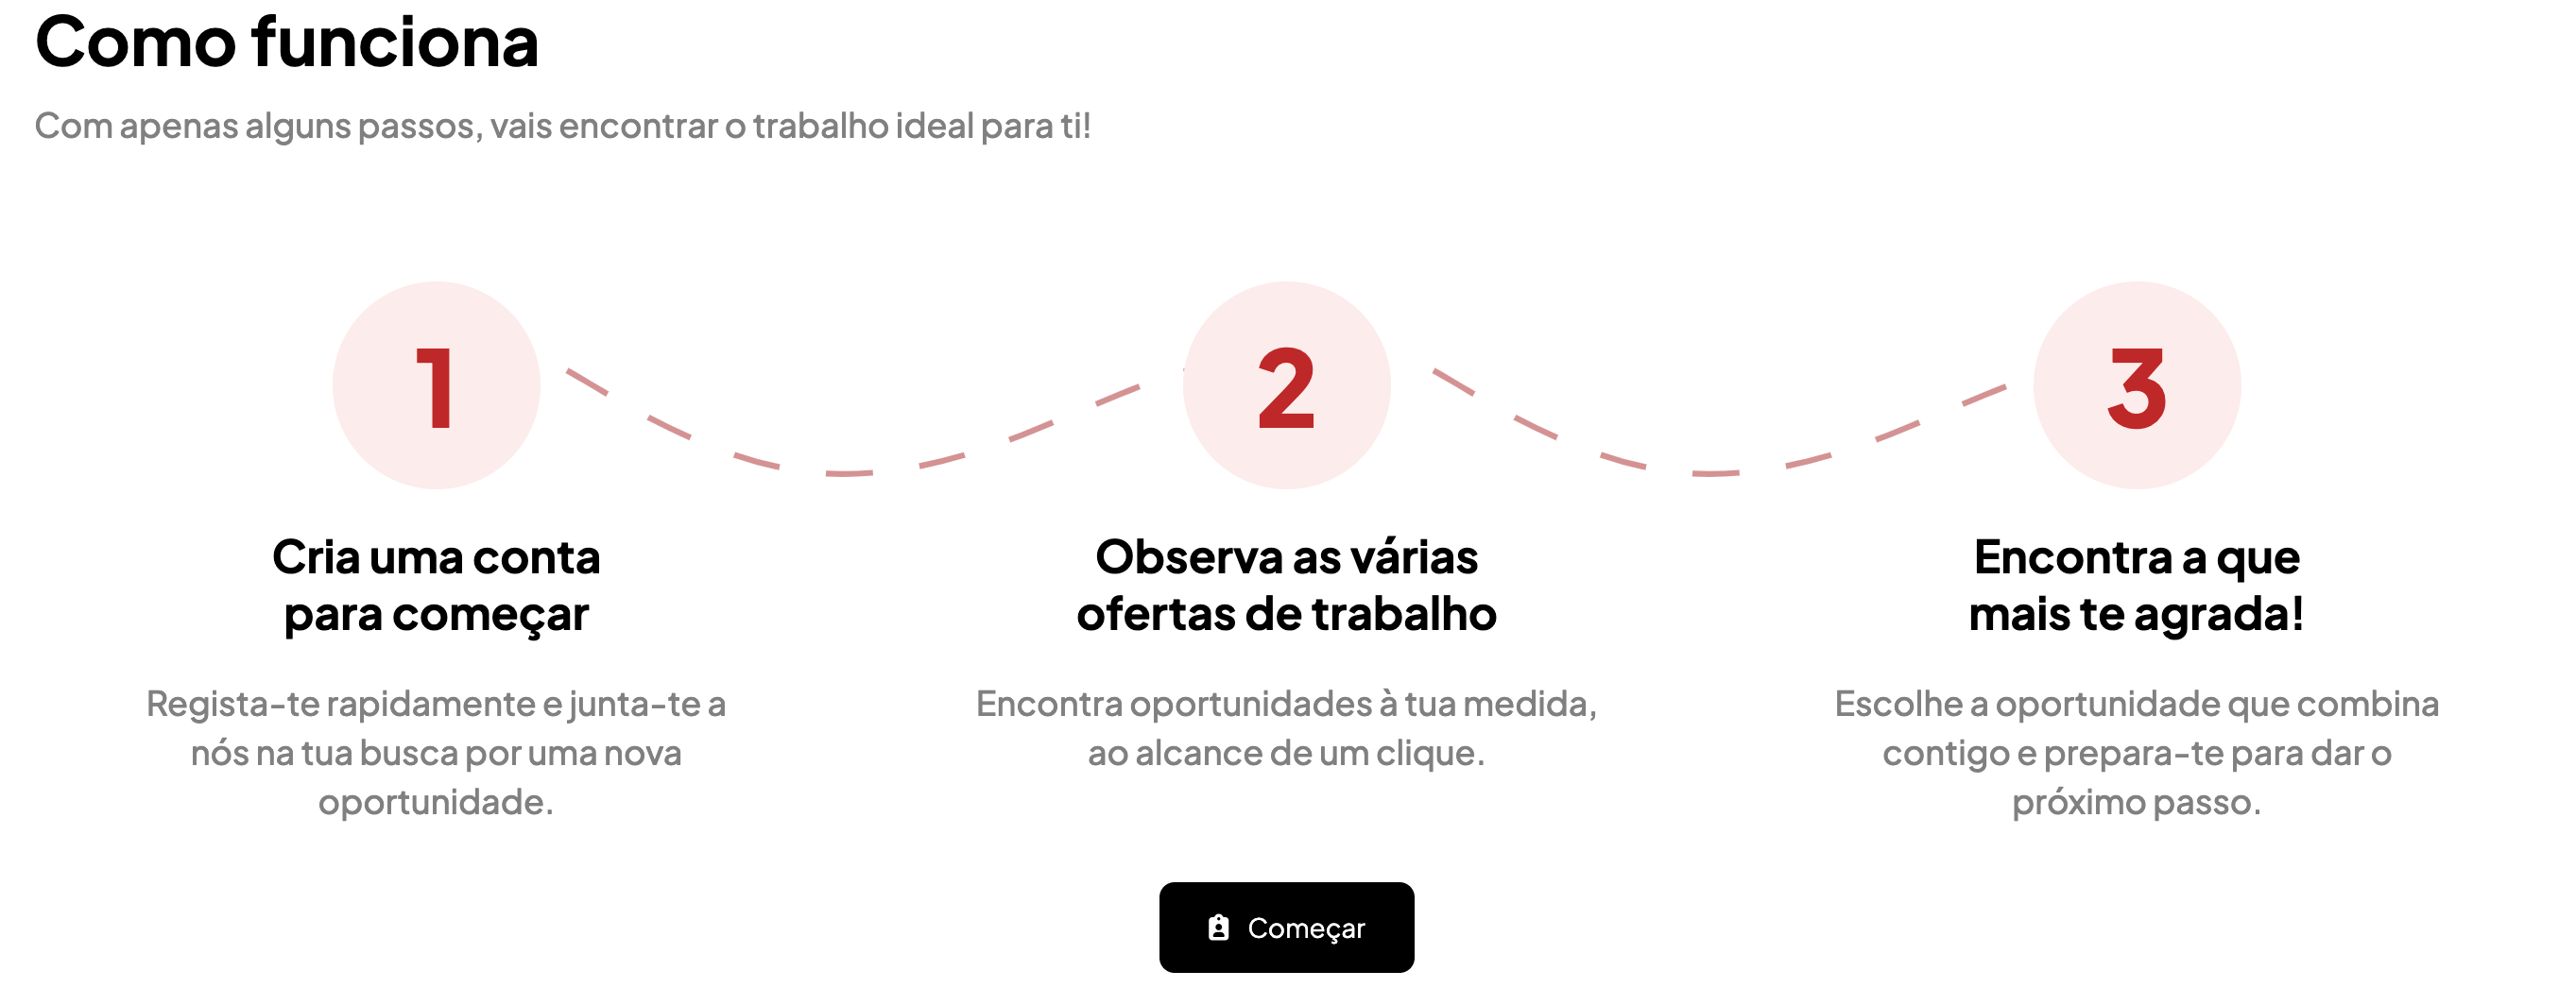 Como funciona
Com apenas alguns passos, vais encontrar o trabalho ideal para ti!
1
Cria uma conta
para começar
Regista-te rapidamente e junta-te a
nós na tua busca por uma nova
oportunidade.
2
Observa as várias
ofertas de trabalho
Encontra oportunidades à tua medida,
ao alcance de um clique.
3
Encontra a que
mais te agrada!
Escolhe a oportunidade que combina
contigo e prepara-te para dar o
próximo passo.
Começar